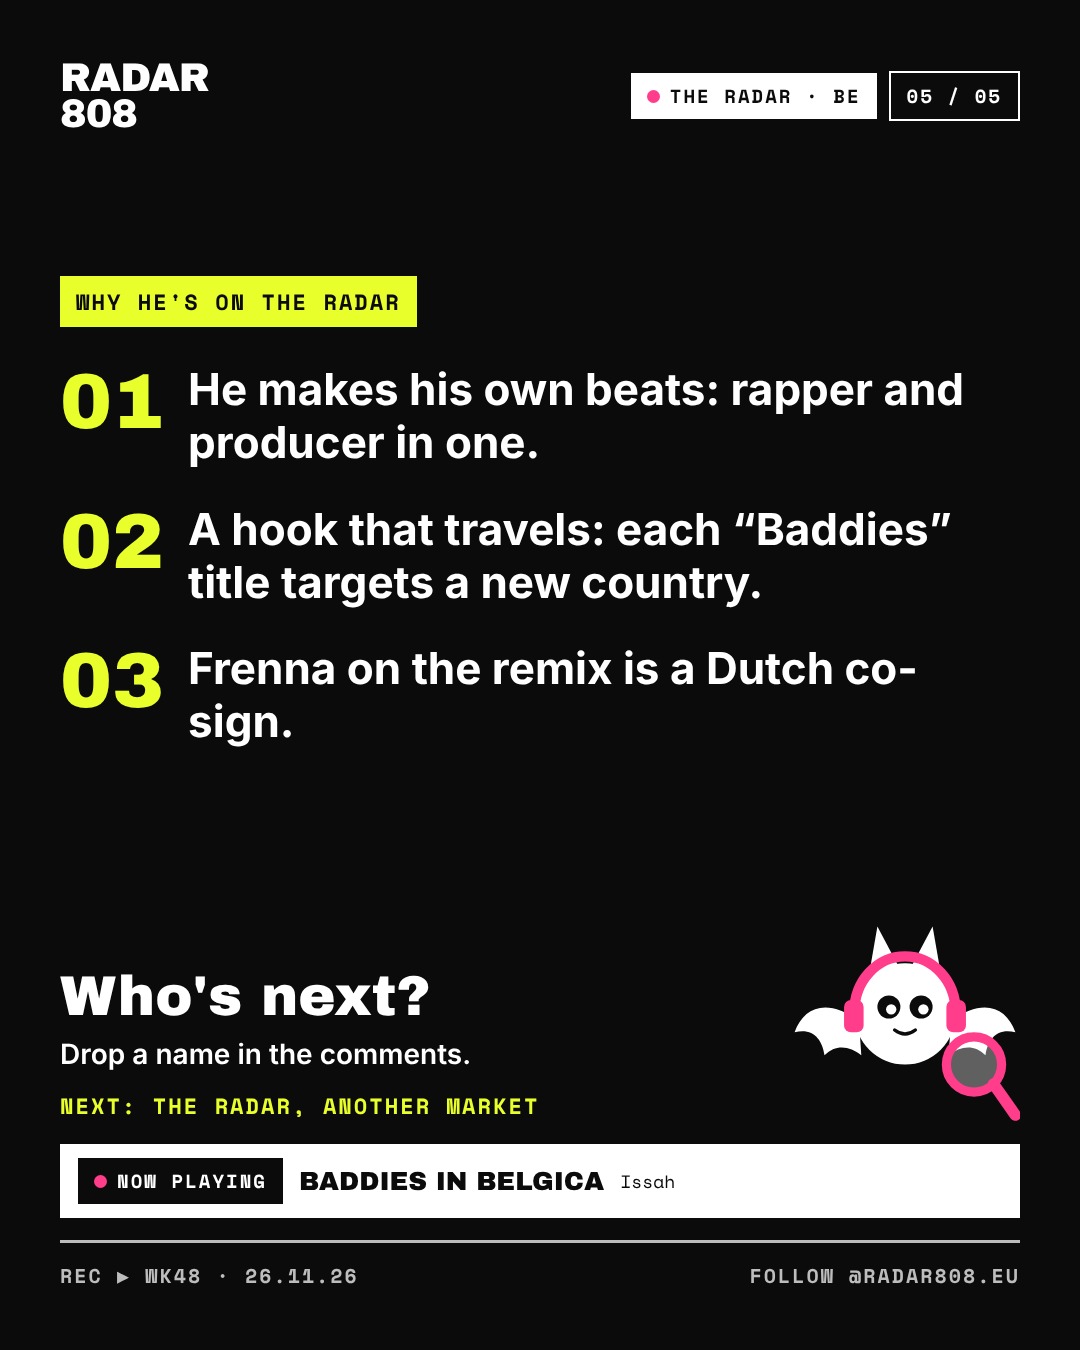 RADAR
808
THE RADAR · BE
05 / 05
WHY HE'S ON THE RADAR
01
He makes his own beats: rapper and
producer in one.
02
A hook that travels: each “Baddies”
title targets a new country.
03
Frenna on the remix is a Dutch co-
sign.
Who's next?
Drop a name in the comments.
NEXT: THE RADAR, ANOTHER MARKET
NOW PLAYING
BADDIES IN BELGICA
Issah
REC ▶ WK48 · 26.11.26
FOLLOW @RADAR808.EU